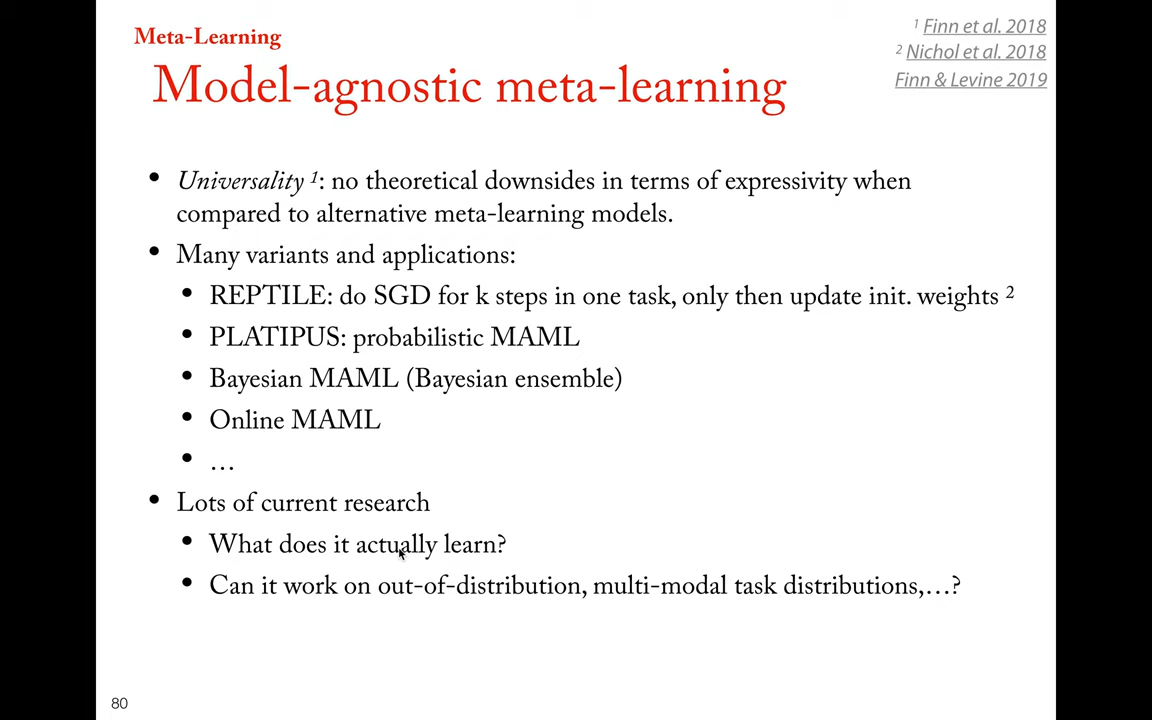 Meta-Learning
¹ Finn et al. 2018
² Nichol et al. 2018
Finn & Levine 2019
Model-agnostic meta-learning
• Universality ¹: no theoretical downsides in terms of expressivity when
compared to alternative meta-learning models.
• Many variants and applications:
• REPTILE: do SGD for k steps in one task, only then update init. weights ²
• PLATIPUS: probabilistic MAML
• Bayesian MAML (Bayesian ensemble)
• Online MAML
• …
• Lots of current research
• What does it actually learn?
• Can it work on out-of-distribution, multi-modal task distributions,…?
80